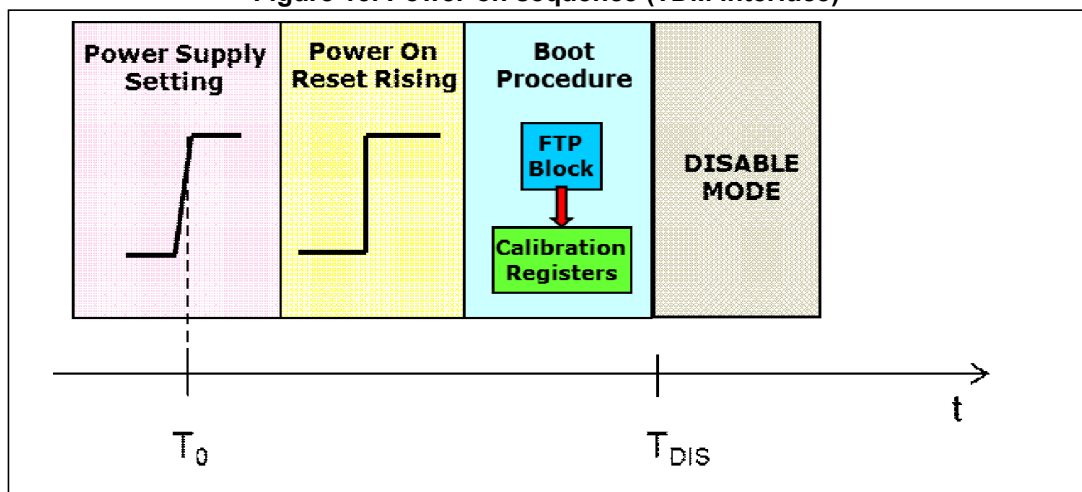 Power Supply
Setting
Power On
Reset Rising
Boot
Procedure
FTP
Block
Calibration
Registers
DISABLE
MODE
t
T0
TDIS